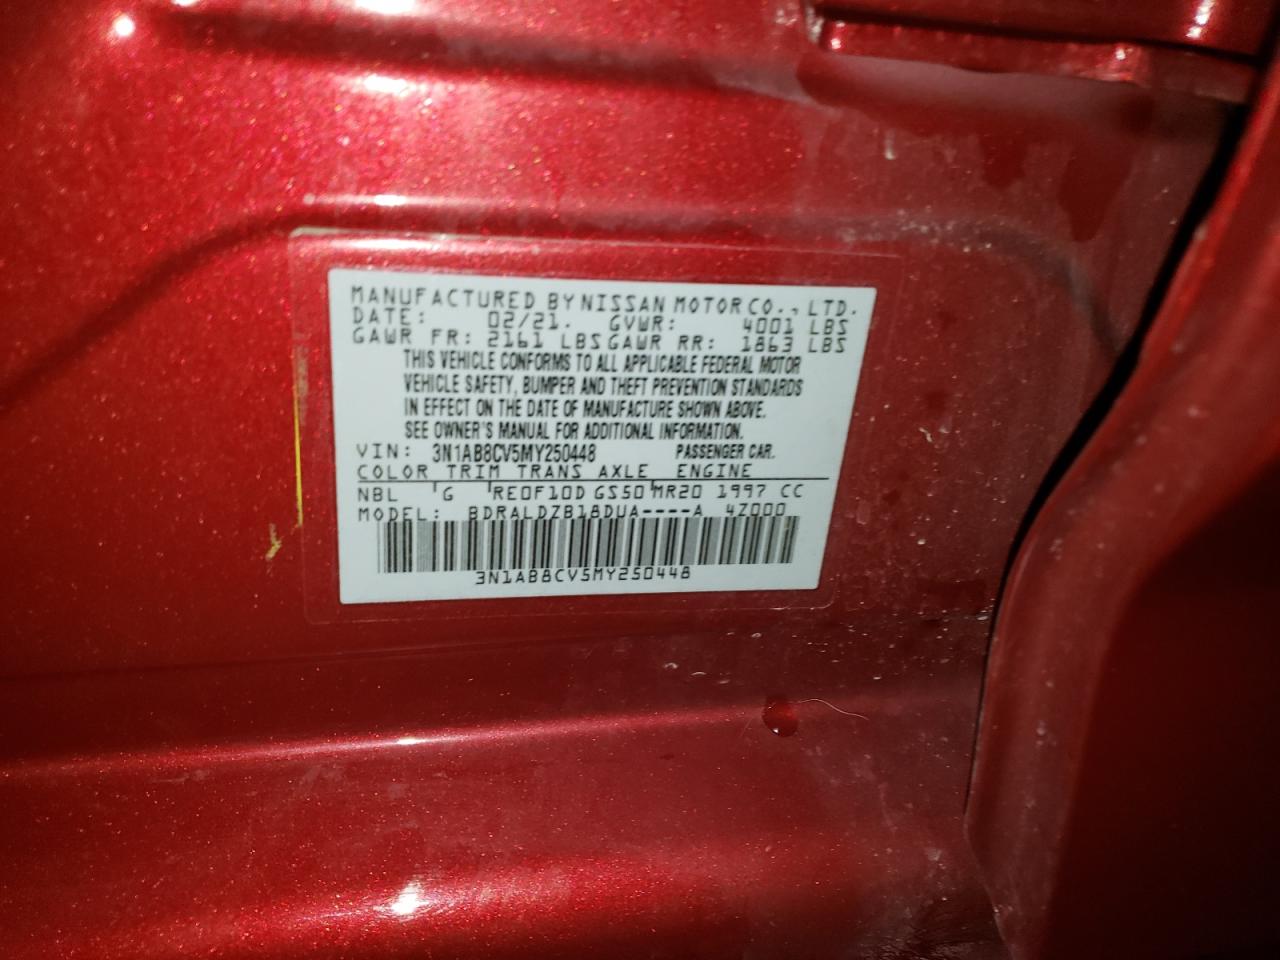 MANUFACTURED BY NISSAN MOTOR CO., LTD.
DATE: 02/21. GVWR: 4001 LBS
GAWR FR: 2161 LBS GAWR RR: 1863 LBS
THIS VEHICLE CONFORMS TO ALL APPLICABLE FEDERAL MOTOR
VEHICLE SAFETY, BUMPER AND THEFT PREVENTION STANDARDS
IN EFFECT ON THE DATE OF MANUFACTURE SHOWN ABOVE.
SEE OWNER'S MANUAL FOR ADDITIONAL INFORMATION.
VIN: 3N1AB8CV5MY250448 PASSENGER CAR.
COLOR TRIM TRANS AXLE ENGINE
NBL G RE0F10D GS50 MR20 1997 CC
MODEL: BDRALDZB18DUA----A 4Z000
3N1AB8CV5MY250448